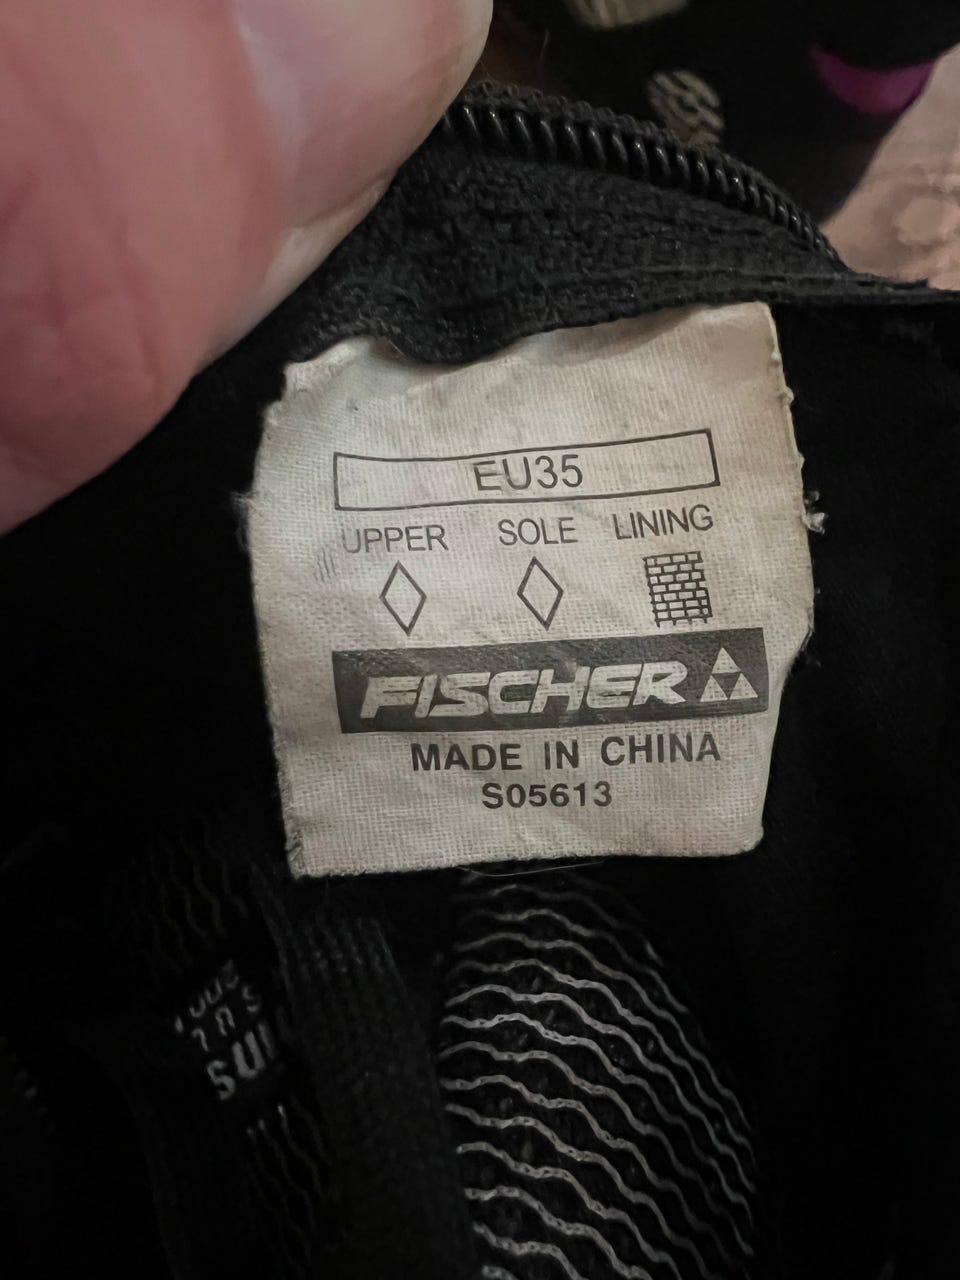 EU35
UPPER SOLE LINING
FISCHER
MADE IN CHINA
S05613